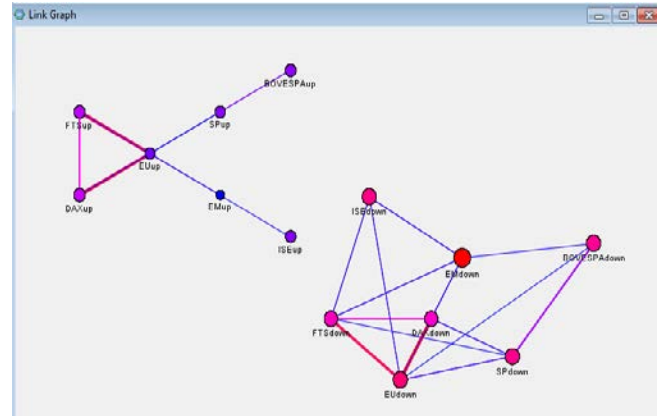 Link Graph
BOVESPAup
FTSup
SPup
EUup
DAXup
EMup
ISEup
ISEdown
BOVESPAdown
EMdown
FTSdown
DAXdown
SPdown
EUdown